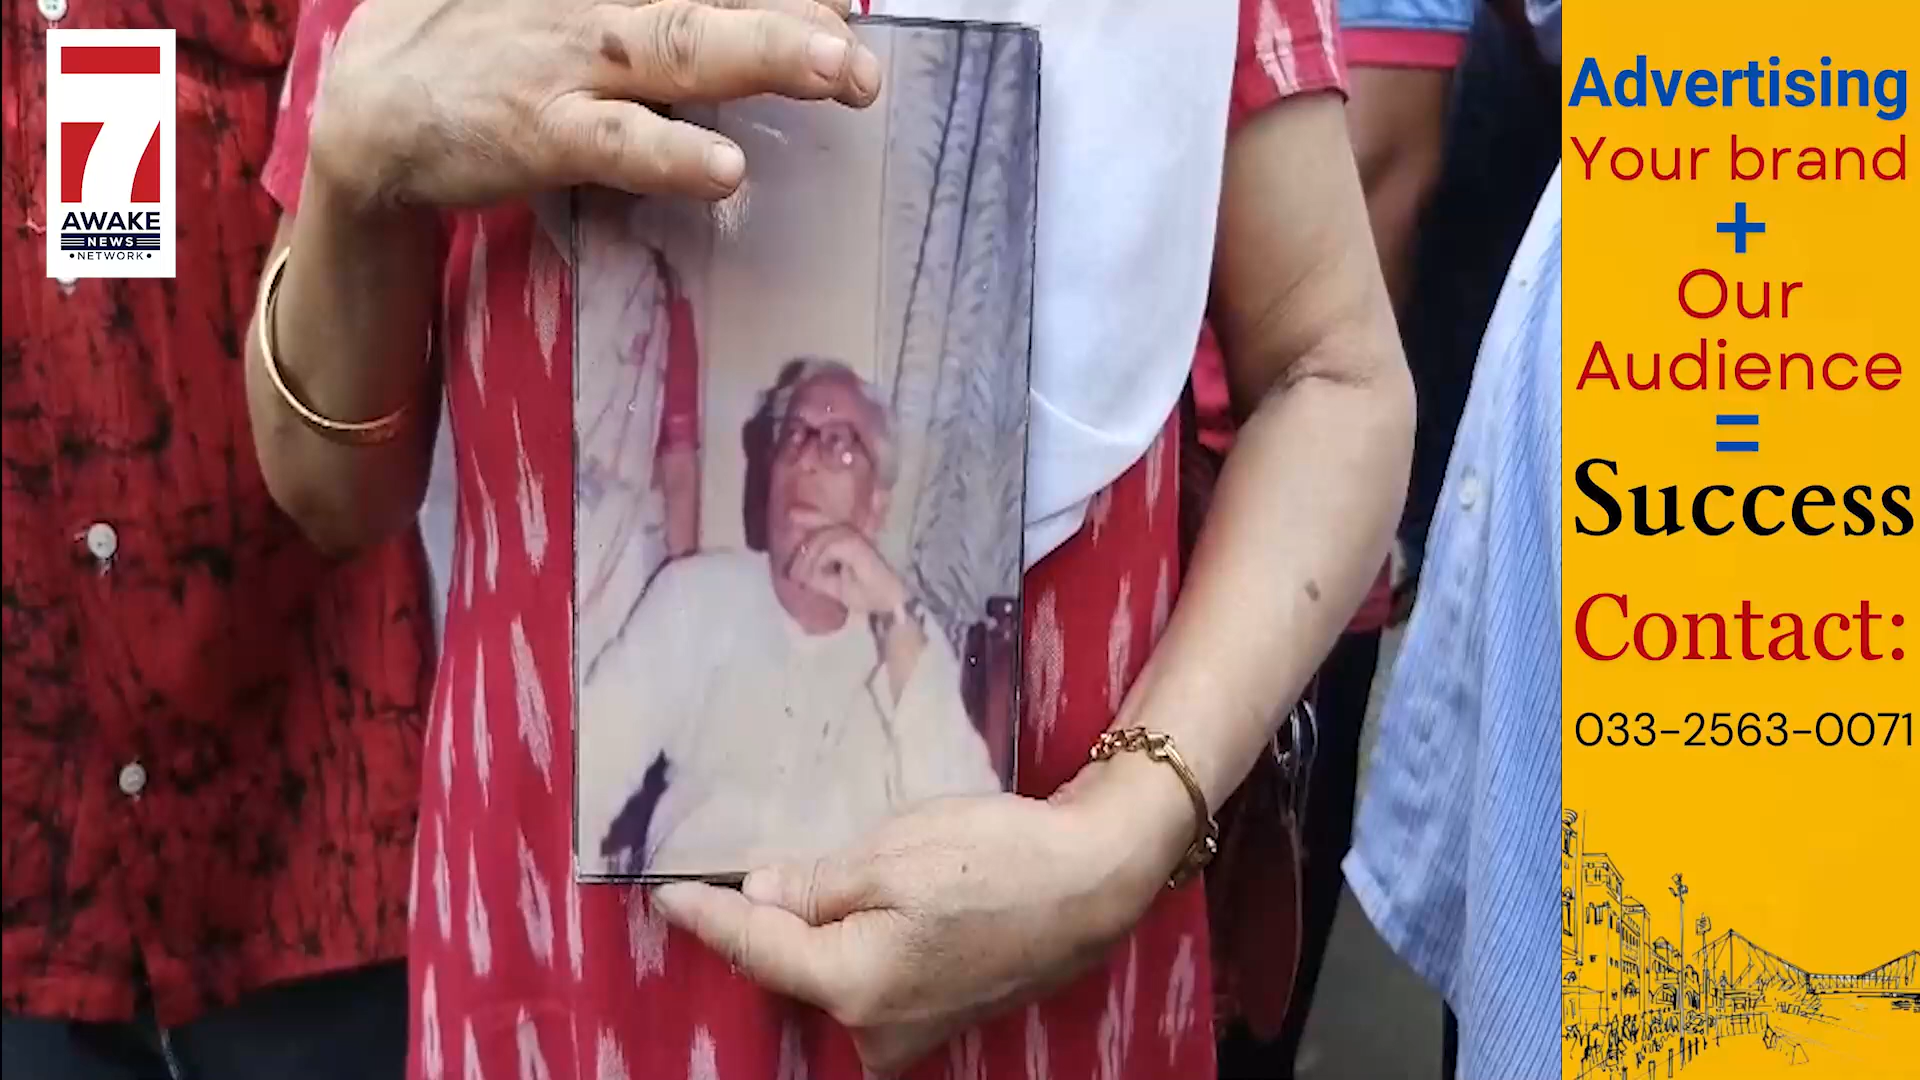 7
AWAKE
NEWS
•NETWORK•
Advertising
Your brand
+
Our
Audience
=
Success
Contact:
033-2563-0071